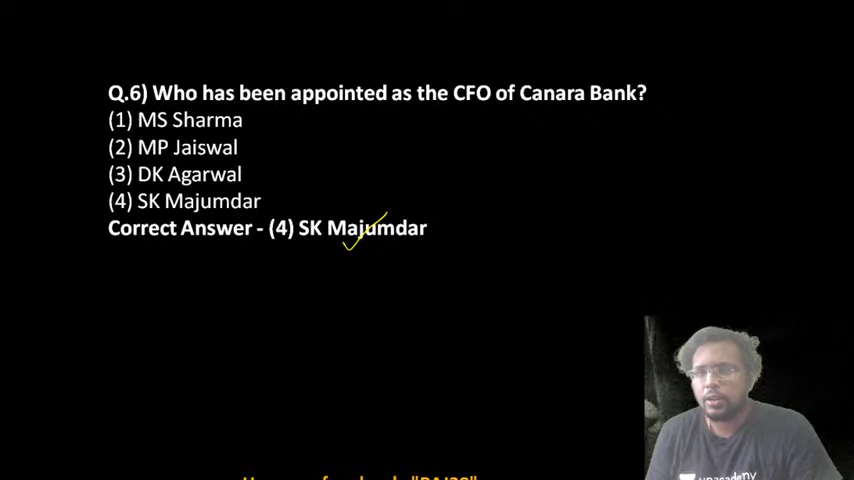 Q.6) Who has been appointed as the CFO of Canara Bank?
(1) MS Sharma
(2) MP Jaiswal
(3) DK Agarwal
(4) SK Majumdar
Correct Answer - (4) SK Majumdar
unacademy